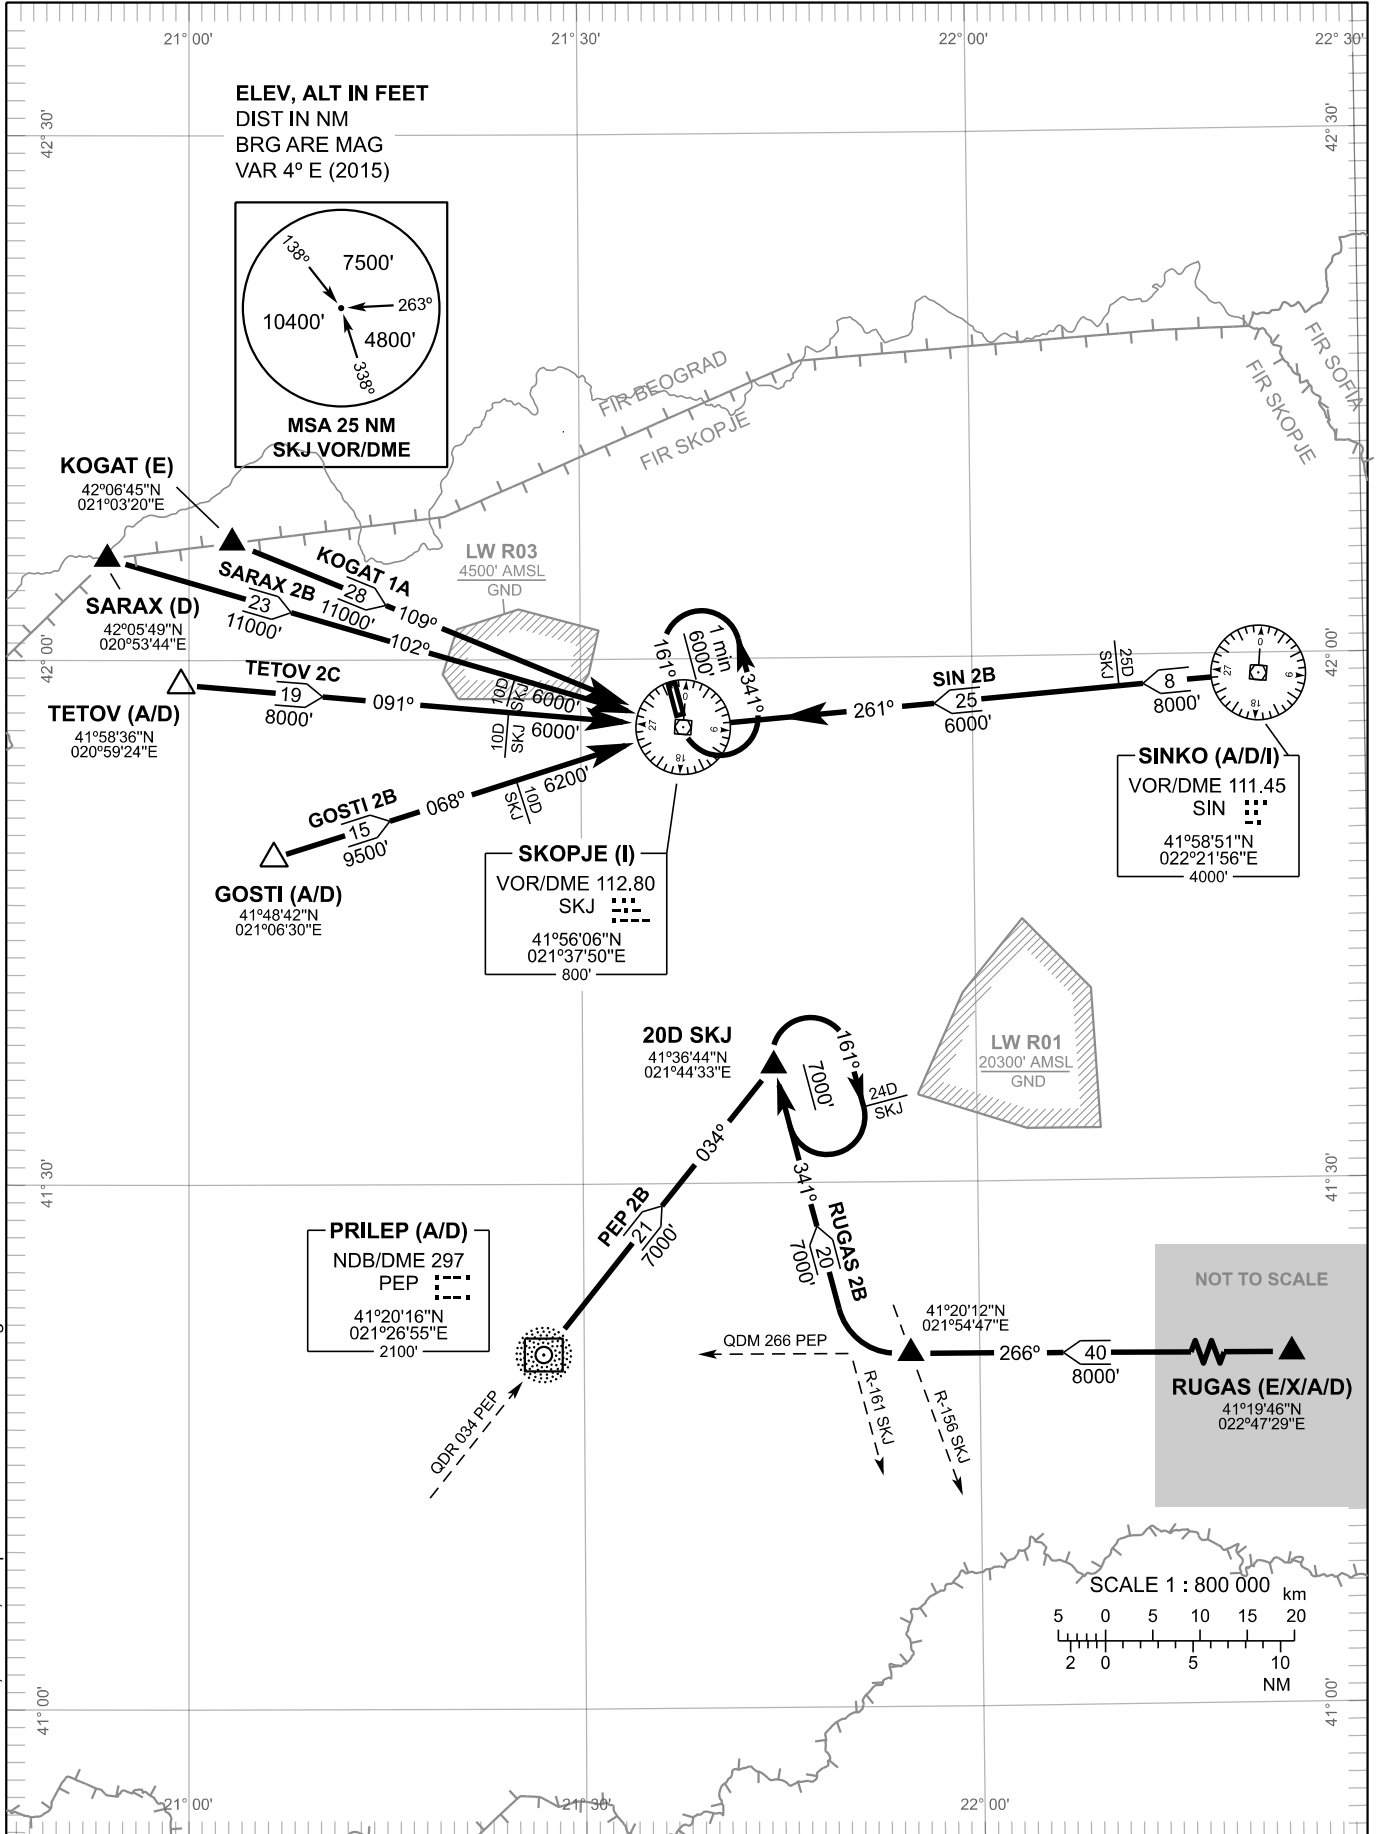 21° 00'
21° 30'
22° 00'
22° 30'
42° 30'
42° 30'
ELEV, ALT IN FEET
DIST IN NM
BRG ARE MAG
VAR 4º E (2015)
138º
7500'
263º
10400'
4800'
338º
MSA 25 NM
SKJ VOR/DME
FIR BEOGRAD
FIR SKOPJE
FIR SOFIA
FIR SKOPJE
KOGAT (E)
42º06'45"N
021º03'20"E
SARAX (D)
42º05'49"N
020º53'44"E
KOGAT 1A
28
11000'
109º
SARAX 2B
23
11000'
102º
LW R03
4500' AMSL
GND
TETOV (A/D)
41º58'36"N
020º59'24"E
TETOV 2C
19
8000'
091º
10D
SKJ
6000'
10D
SKJ
6000'
GOSTI 2B
15
9500'
068º
10D
SKJ
6200'
GOSTI (A/D)
41º48'42"N
021º06'30"E
161º
6000'
1 min
341º
0
9
18
27
42° 00'
42° 00'
SIN 2B
261º
25
6000'
25D
SKJ
8
8000'
0
9
18
27
SINKO (A/D/I)
VOR/DME 111.45
SIN
41º58'51"N
022º21'56"E
4000'
SKOPJE (I)
VOR/DME 112.80
SKJ
41º56'06"N
021º37'50"E
800'
LW R01
20300' AMSL
GND
20D SKJ
41º36'44"N
021º44'33"E
161º
7000'
24D
SKJ
034º
PEP 2B
21
7000'
341º
RUGAS 2B
20
7000'
41° 30'
41° 30'
PRILEP (A/D)
NDB/DME 297
PEP
41º20'16"N
021º26'55"E
2100'
QDR 034 PEP
QDM 266 PEP
R-161 SKJ
R-156 SKJ
41º20'12"N
021º54'47"E
266º
40
8000'
NOT TO SCALE
RUGAS (E/X/A/D)
41º19'46"N
022º47'29"E
SCALE 1 : 800 000
km
5 0 5 10 15 20
2 0 5 10
NM
41° 00'
41° 00'
21° 00'
21° 30'
22° 00'